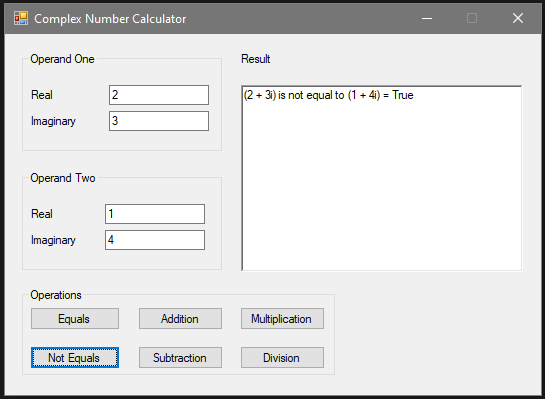 Complex Number Calculator
Operand One
Real 2
Imaginary 3
Operand Two
Real 1
Imaginary 4
Result
(2 + 3i) is not equal to (1 + 4i) = True
Operations
Equals Addition Multiplication
Not Equals Subtraction Division